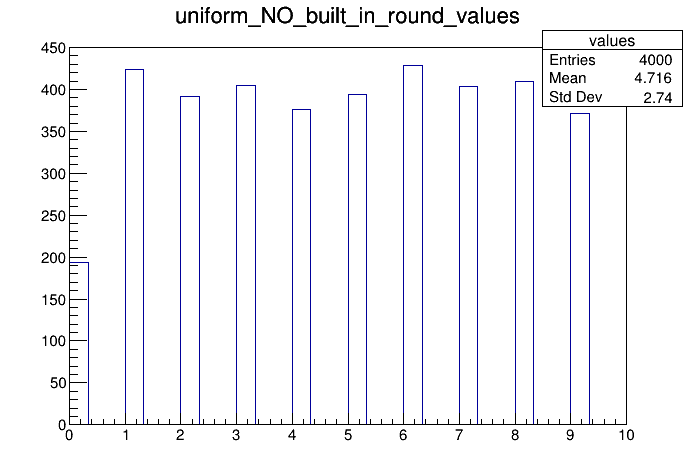 uniform_NO_built_in_round_values
values
Entries 4000
Mean 4.716
Std Dev 2.74
450
400
350
300
250
200
150
100
50
0
0 1 2 3 4 5 6 7 8 9 10